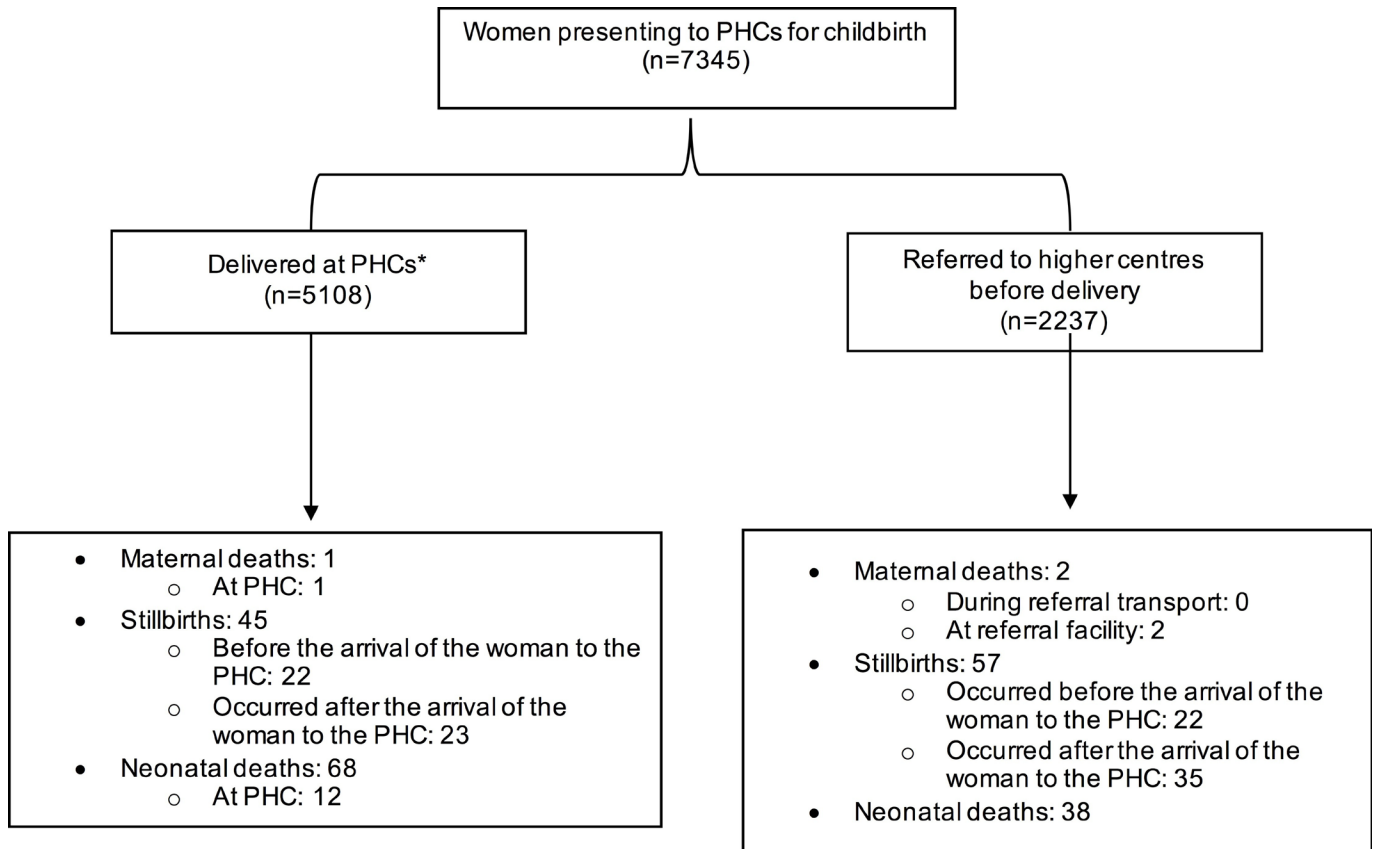 Women presenting to PHCs for childbirth
(n=7345)
Delivered at PHCs*
(n=5108)
Referred to higher centres
before delivery
(n=2237)
• Maternal deaths: 1
o At PHC: 1
• Stillbirths: 45
o Before the arrival of the woman to the
PHC: 22
o Occurred after the arrival of the
woman to the PHC: 23
• Neonatal deaths: 68
o At PHC: 12
• Maternal deaths: 2
o During referral transport: 0
o At referral facility: 2
• Stillbirths: 57
o Occurred before the arrival of the
woman to the PHC: 22
o Occurred after the arrival of the
woman to the PHC: 35
• Neonatal deaths: 38